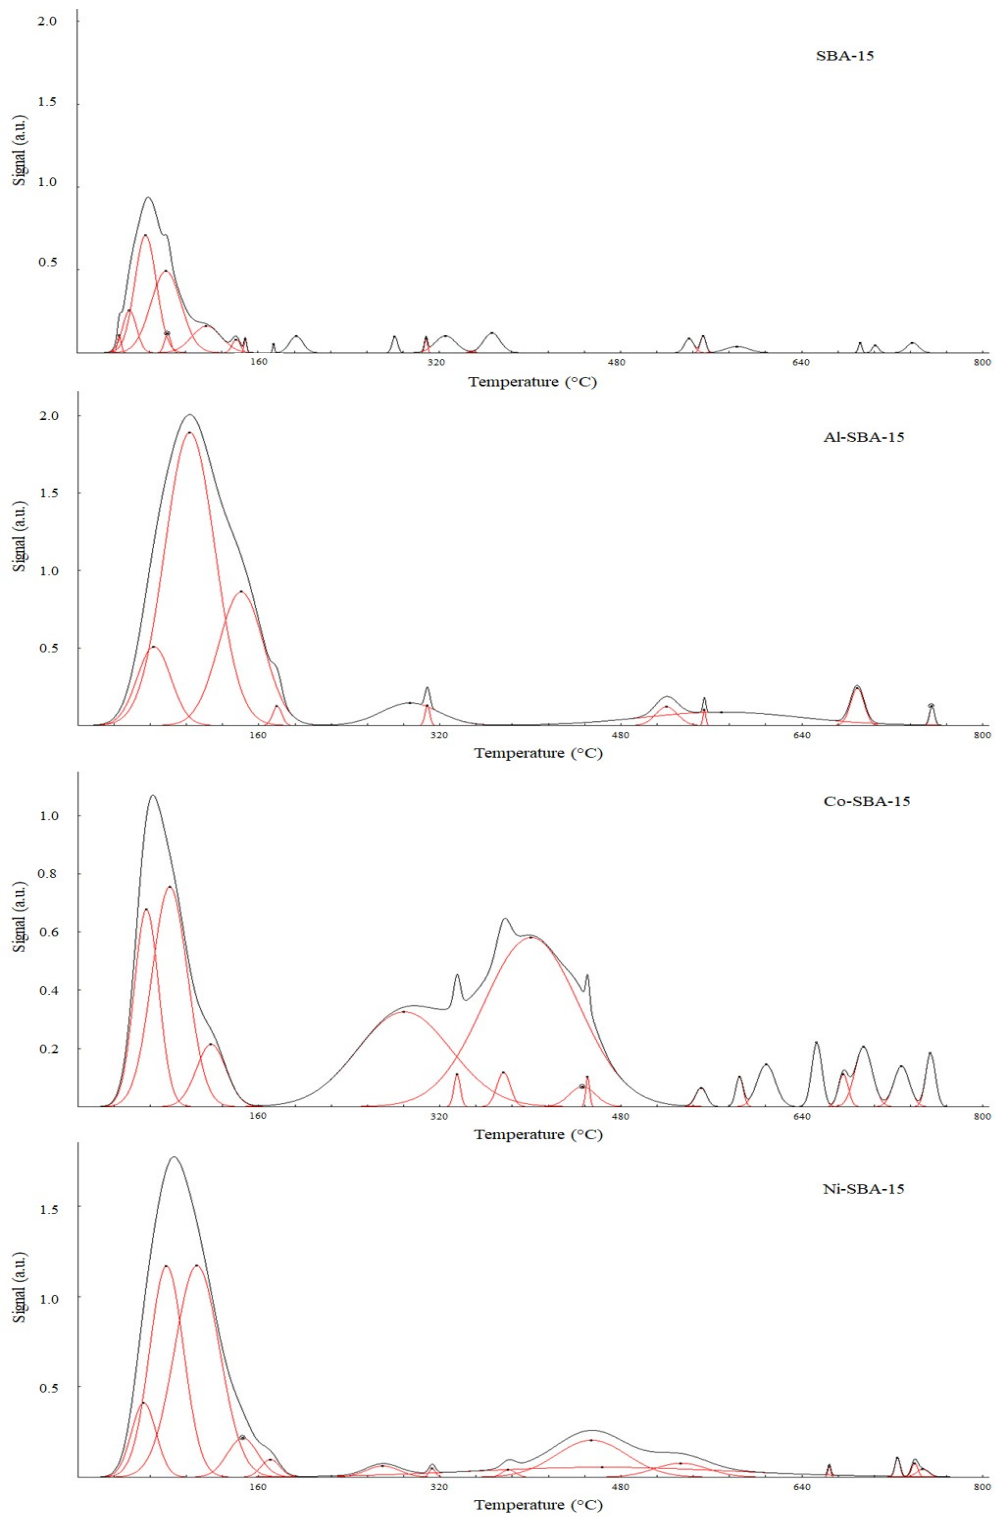 2.0
SBA-15
1.5
Signal (a.u.)
1.0
0.5
160 320 480 640 800
Temperature (°C)
2.0
Al-SBA-15
1.5
Signal (a.u.)
1.0
0.5
160 320 480 640 800
Temperature (°C)
Co-SBA-15
1.0
0.8
Signal (a.u.)
0.6
0.4
0.2
160 320 480 640 800
Temperature (°C)
Ni-SBA-15
1.5
Signal (a.u.)
1.0
0.5
160 320 480 640 800
Temperature (°C)